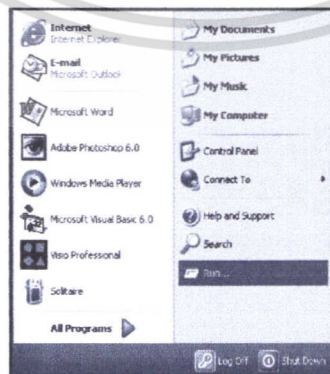 Internet
Internet Explorer
E-mail
Microsoft Outlook
Microsoft Word
Adobe Photoshop 6.0
Windows Media Player
Microsoft Visual Basic 6.0
Visio Professional
Solitaire
All Programs
My Documents
My Pictures
My Music
My Computer
Control Panel
Connect To
Help and Support
Search
Run...
Log Off
Shut Down